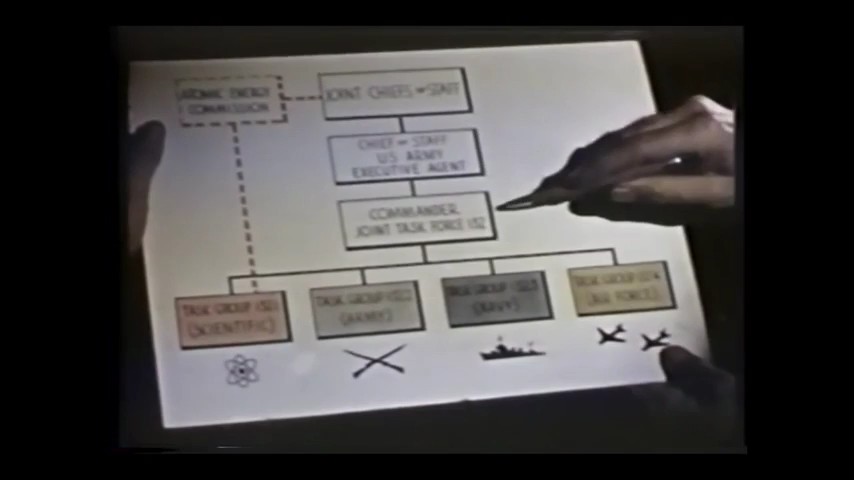 ATOMIC ENERGY
COMMISSION
JOINT CHIEFS OF STAFF
CHIEF OF STAFF
U.S. ARMY
EXECUTIVE AGENT
COMMANDER
JOINT TASK FORCE 132
TASK GROUP 132.1
(SCIENTIFIC)
TASK GROUP 132.2
(ARMY)
TASK GROUP 132.3
(NAVY)
TASK GROUP 132.4
(AIR FORCE)